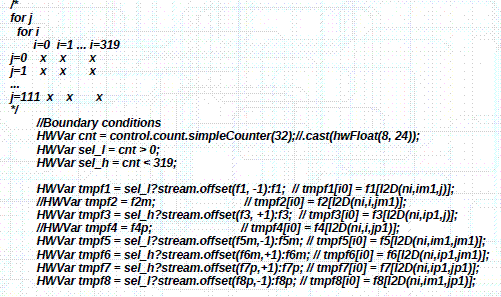 /*
for j
for i
i=0 i=1 ... i=319
j=0 x x x
j=1 x x x
...
j=111 x x x
*/
//Boundary conditions
HWVar cnt = control.count.simpleCounter(32);//.cast(hwFloat(8, 24));
HWVar sel_l = cnt > 0;
HWVar sel_h = cnt < 319;
HWVar tmpf1 = sel_l?stream.offset(f1, -1):f1; // tmpf1[i0] = f1[I2D(ni,im1,j)];
//HWVar tmpf2 = f2m; // tmpf2[i0] = f2[I2D(ni,i,jm1)];
HWVar tmpf3 = sel_h?stream.offset(f3, +1):f3; // tmpf3[i0] = f3[I2D(ni,ip1,j)];
//HWVar tmpf4 = f4p; // tmpf4[i0] = f4[I2D(ni,i,jp1)];
HWVar tmpf5 = sel_l?stream.offset(f5m,-1):f5m; // tmpf5[i0] = f5[I2D(ni,im1,jm1)];
HWVar tmpf6 = sel_h?stream.offset(f6m,+1):f6m; // tmpf6[i0] = f6[I2D(ni,ip1,jm1)];
HWVar tmpf7 = sel_h?stream.offset(f7p,+1):f7p; // tmpf7[i0] = f7[I2D(ni,ip1,jp1)];
HWVar tmpf8 = sel_l?stream.offset(f8p,-1):f8p; // tmpf8[i0] = f8[I2D(ni,im1,jp1)];